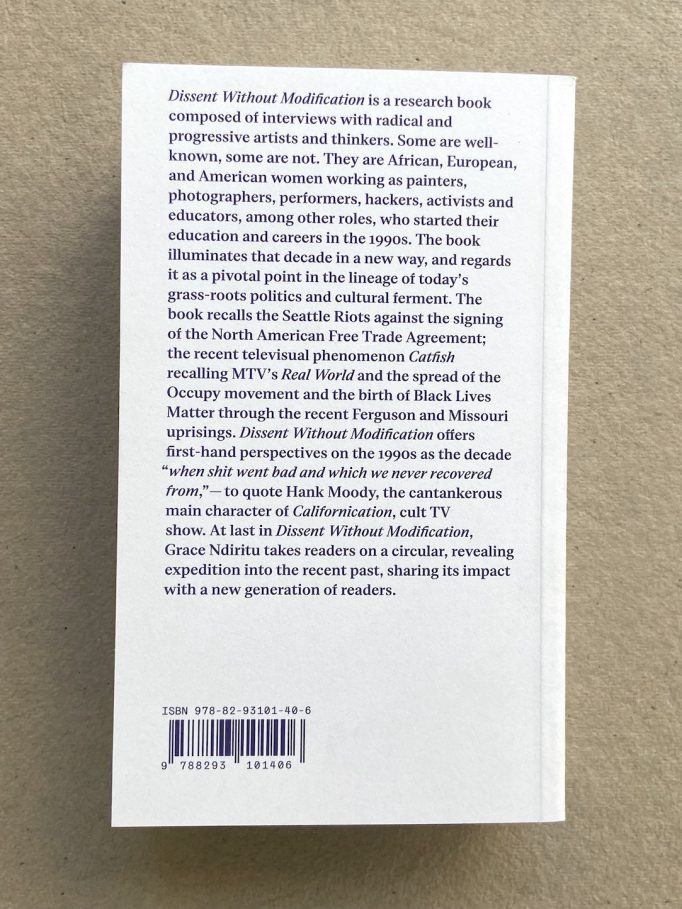 Dissent Without Modification is a research book
composed of interviews with radical and
progressive artists and thinkers. Some are well-
known, some are not. They are African, European,
and American women working as painters,
photographers, performers, hackers, activists and
educators, among other roles, who started their
education and careers in the 1990s. The book
illuminates that decade in a new way, and regards
it as a pivotal point in the lineage of today’s
grass-roots politics and cultural ferment. The
book recalls the Seattle Riots against the signing
of the North American Free Trade Agreement;
the recent televisual phenomenon Catfish
recalling MTV’s Real World and the spread of the
Occupy movement and the birth of Black Lives
Matter through the recent Ferguson and Missouri
uprisings. Dissent Without Modification offers
first-hand perspectives on the 1990s as the decade
“when shit went bad and which we never recovered
from,”— to quote Hank Moody, the cantankerous
main character of Californication, cult TV
show. At last in Dissent Without Modification,
Grace Ndiritu takes readers on a circular, revealing
expedition into the recent past, sharing its impact
with a new generation of readers.
ISBN 978-82-93101-40-6
9 788293 101406